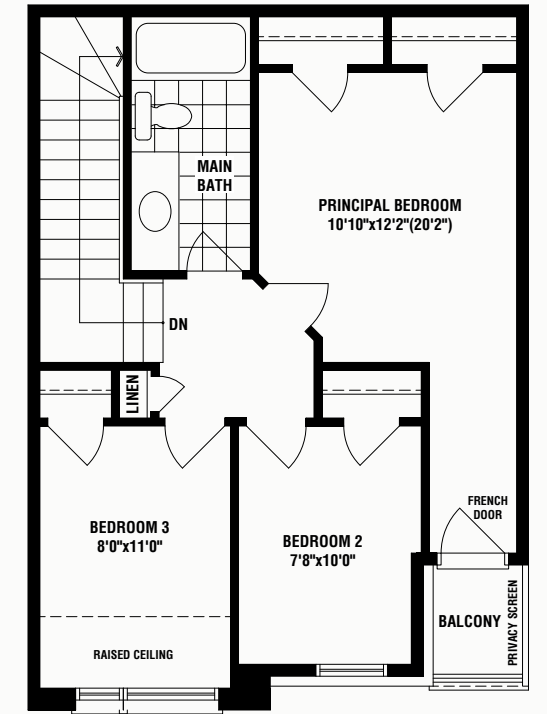 MAIN
BATH
PRINCIPAL BEDROOM
10'10"x12'2"(20'2")
DN
LINEN
BEDROOM 3
8'0"x11'0"
BEDROOM 2
7'8"x10'0"
FRENCH
DOOR
BALCONY
PRIVACY SCREEN
RAISED CEILING